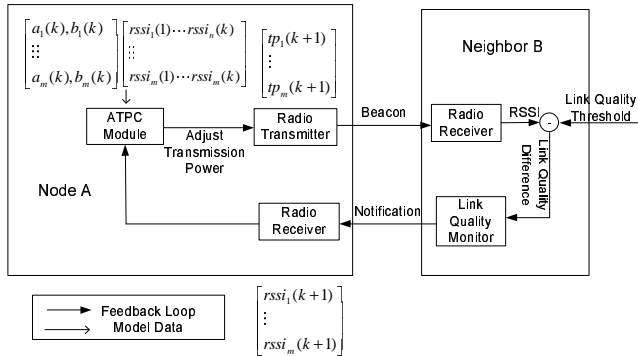 a₁(k), b₁(k)
⋮
aₘ(k), bₘ(k)
rssi₁(1)⋯rssiₙ(k)
⋮
rssiₘ(1)⋯rssiₘ(k)
tp₁(k+1)
⋮
tpₘ(k+1)
ATPC
Module
Adjust
Transmission
Power
Radio
Transmitter
Beacon
Neighbor B
Radio
Receiver
RSSI
-
Link Quality
Threshold
Link Quality
Difference
Link
Quality
Monitor
Notification
Radio
Receiver
Node A
rssi₁(k+1)
⋮
rssiₘ(k+1)
Feedback Loop
Model Data